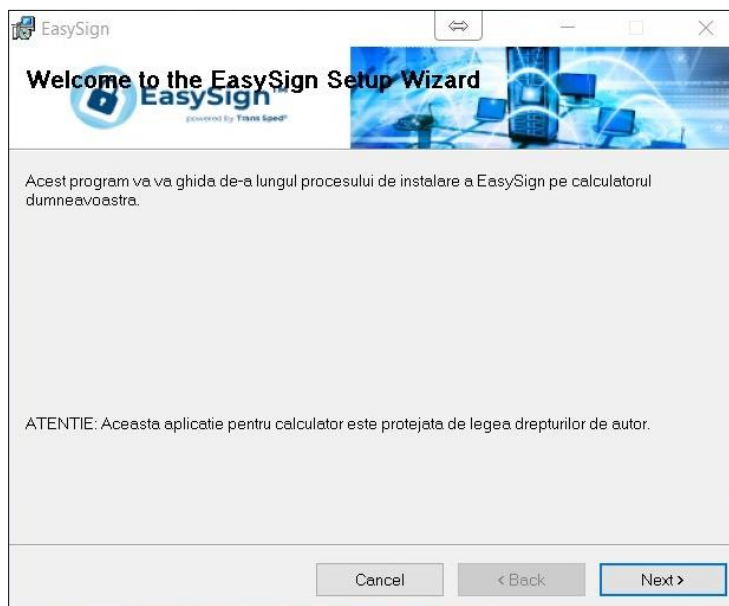 EasySign
Welcome to the EasySign Setup Wizard
EasySign™
powered by Trans Sped®
Acest program va va ghida de-a lungul procesului de instalare a EasySign pe calculatorul
dumneavoastra.
ATENTIE: Aceasta aplicatie pentru calculator este protejata de legea drepturilor de autor.
Cancel
< Back
Next >